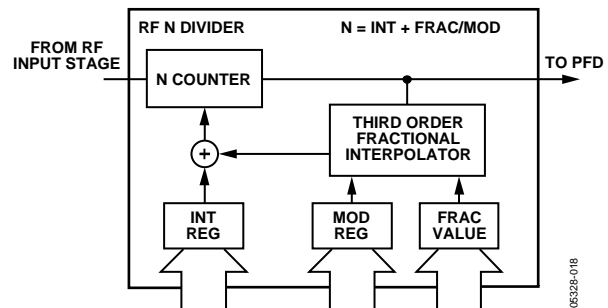 RF N DIVIDER
N = INT + FRAC/MOD
FROM RF
INPUT STAGE
TO PFD
N COUNTER
THIRD ORDER
FRACTIONAL
INTERPOLATOR
+
INT
REG
MOD
REG
FRAC
VALUE
05328-018